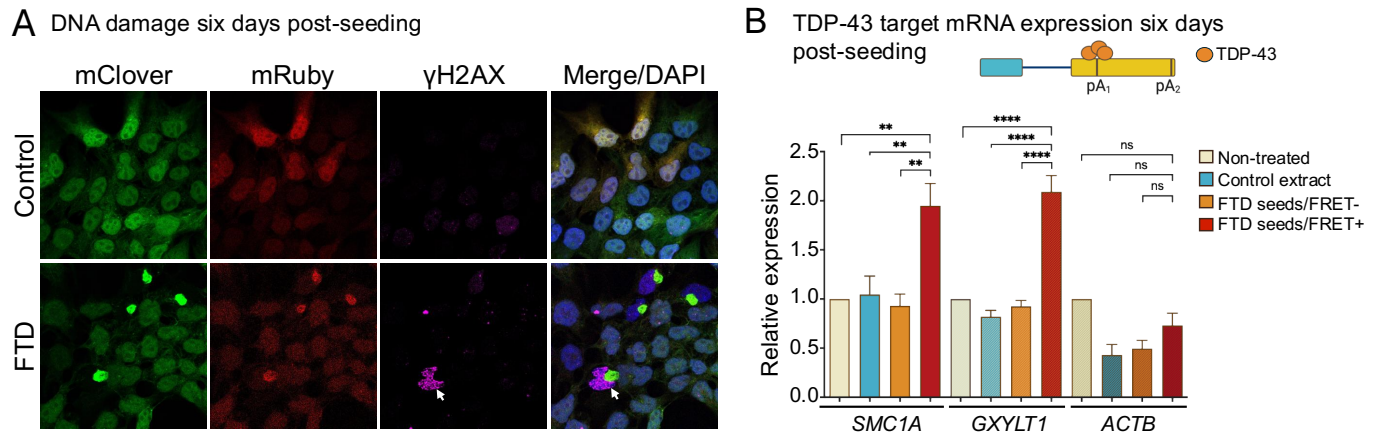 A DNA damage six days post-seeding
mClover mRuby γH2AX Merge/DAPI
Control
FTD
B TDP-43 target mRNA expression six days
post-seeding
TDP-43
pA₁ pA₂
Relative expression
2.5
2.0
1.5
1.0
0.5
0.0
** ** **
**** **** ****
ns ns ns
Non-treated
Control extract
FTD seeds/FRET-
FTD seeds/FRET+
SMC1A GXYLT1 ACTB